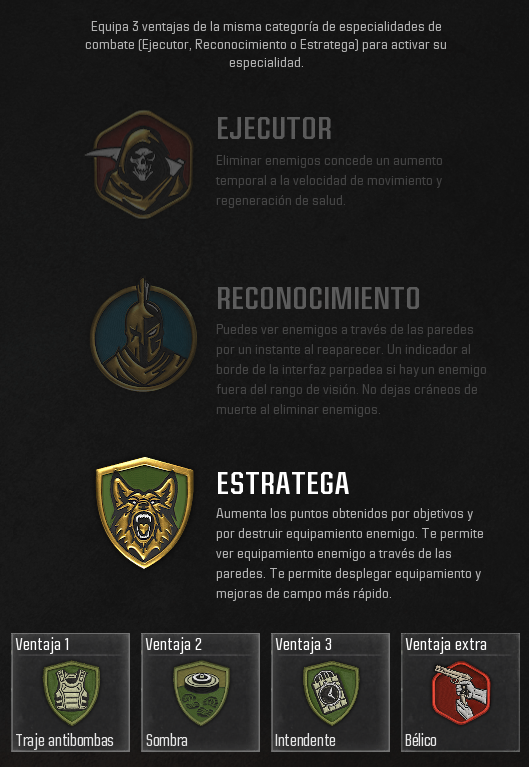 Equipa 3 ventajas de la misma categoría de especialidades de
combate (Ejecutor, Reconocimiento o Estratega) para activar su
especialidad.
EJECUTOR
Eliminar enemigos concede un aumento
temporal a la velocidad de movimiento y
regeneración de salud.
RECONOCIMIENTO
Puedes ver enemigos a través de las paredes
por un instante al reaparecer. Un indicador al
borde de la interfaz parpadea si hay un enemigo
fuera del rango de visión. No dejas cráneos de
muerte al eliminar enemigos.
ESTRATEGA
Aumenta los puntos obtenidos por objetivos y
por destruir equipamiento enemigo. Te permite
ver equipamiento enemigo a través de las
paredes. Te permite desplegar equipamiento y
mejoras de campo más rápido.
Ventaja 1
Traje antibombas
Ventaja 2
Sombra
Ventaja 3
Intendente
Ventaja extra
Bélico